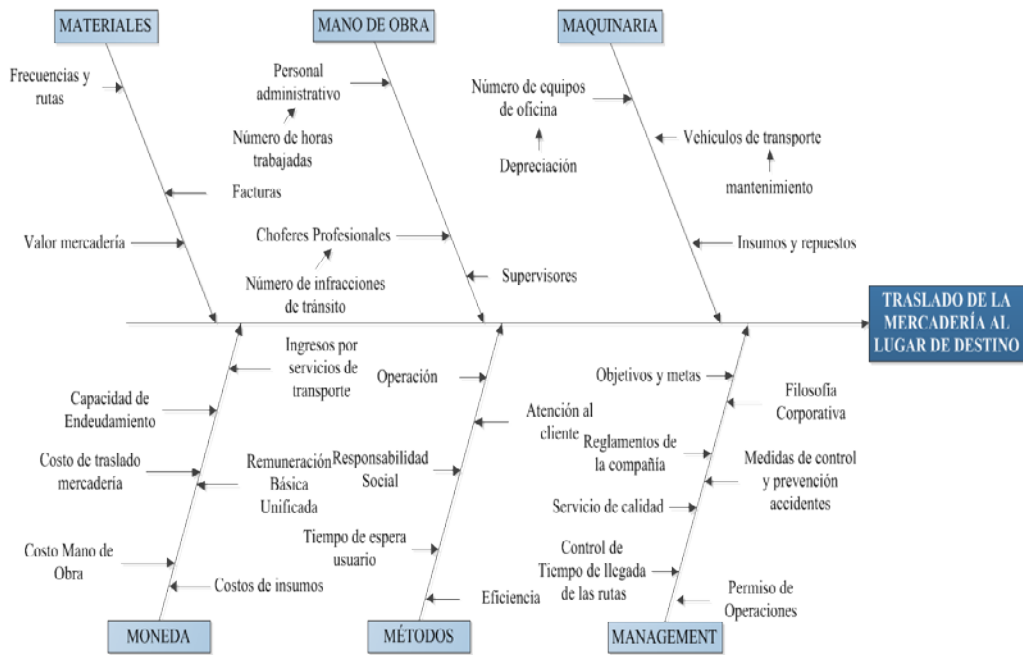 MATERIALES
MANO DE OBRA
MAQUINARIA
Frecuencias y
rutas
Facturas
Valor mercadería
Personal
administrativo
Número de horas
trabajadas
Choferes Profesionales
Número de infracciones
de tránsito
Supervisores
Número de equipos
de oficina
Depreciación
Vehiculos de transporte
mantenimiento
Insumos y repuestos
TRASLADO DE LA
MERCADERÍA AL
LUGAR DE DESTINO
Ingresos por
servicios de
transporte
Capacidad de
Endeudamiento
Costo de traslado
mercaderia
Remuneración
Básica
Unificada
Costo Mano de
Obra
Costos de insumos
Operación
Atención al
cliente
Responsabilidad
Social
Tiempo de espera
usuario
Eficiencia
Objetivos y metas
Filosofía
Corporativa
Reglamentos de
la compañía
Medidas de control
y prevención
accidentes
Servicio de calidad
Control de
Tiempo de llegada
de las rutas
Permiso de
Operaciones
MONEDA
MÉTODOS
MANAGEMENT